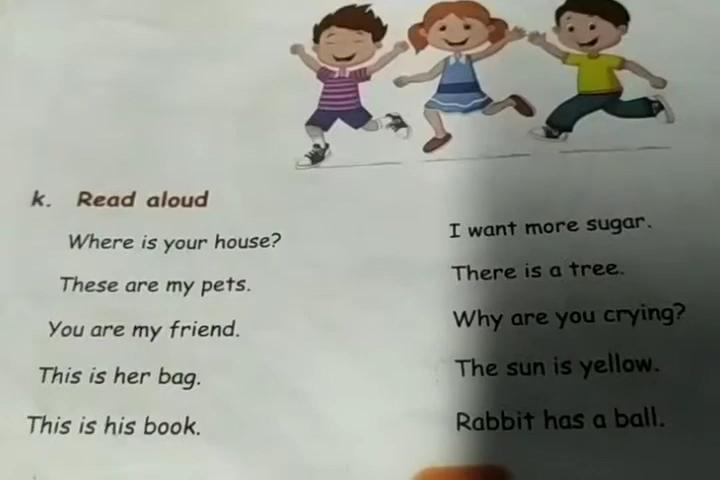 k. Read aloud
Where is your house?
These are my pets.
You are my friend.
This is her bag.
This is his book.
I want more sugar.
There is a tree.
Why are you crying?
The sun is yellow.
Rabbit has a ball.